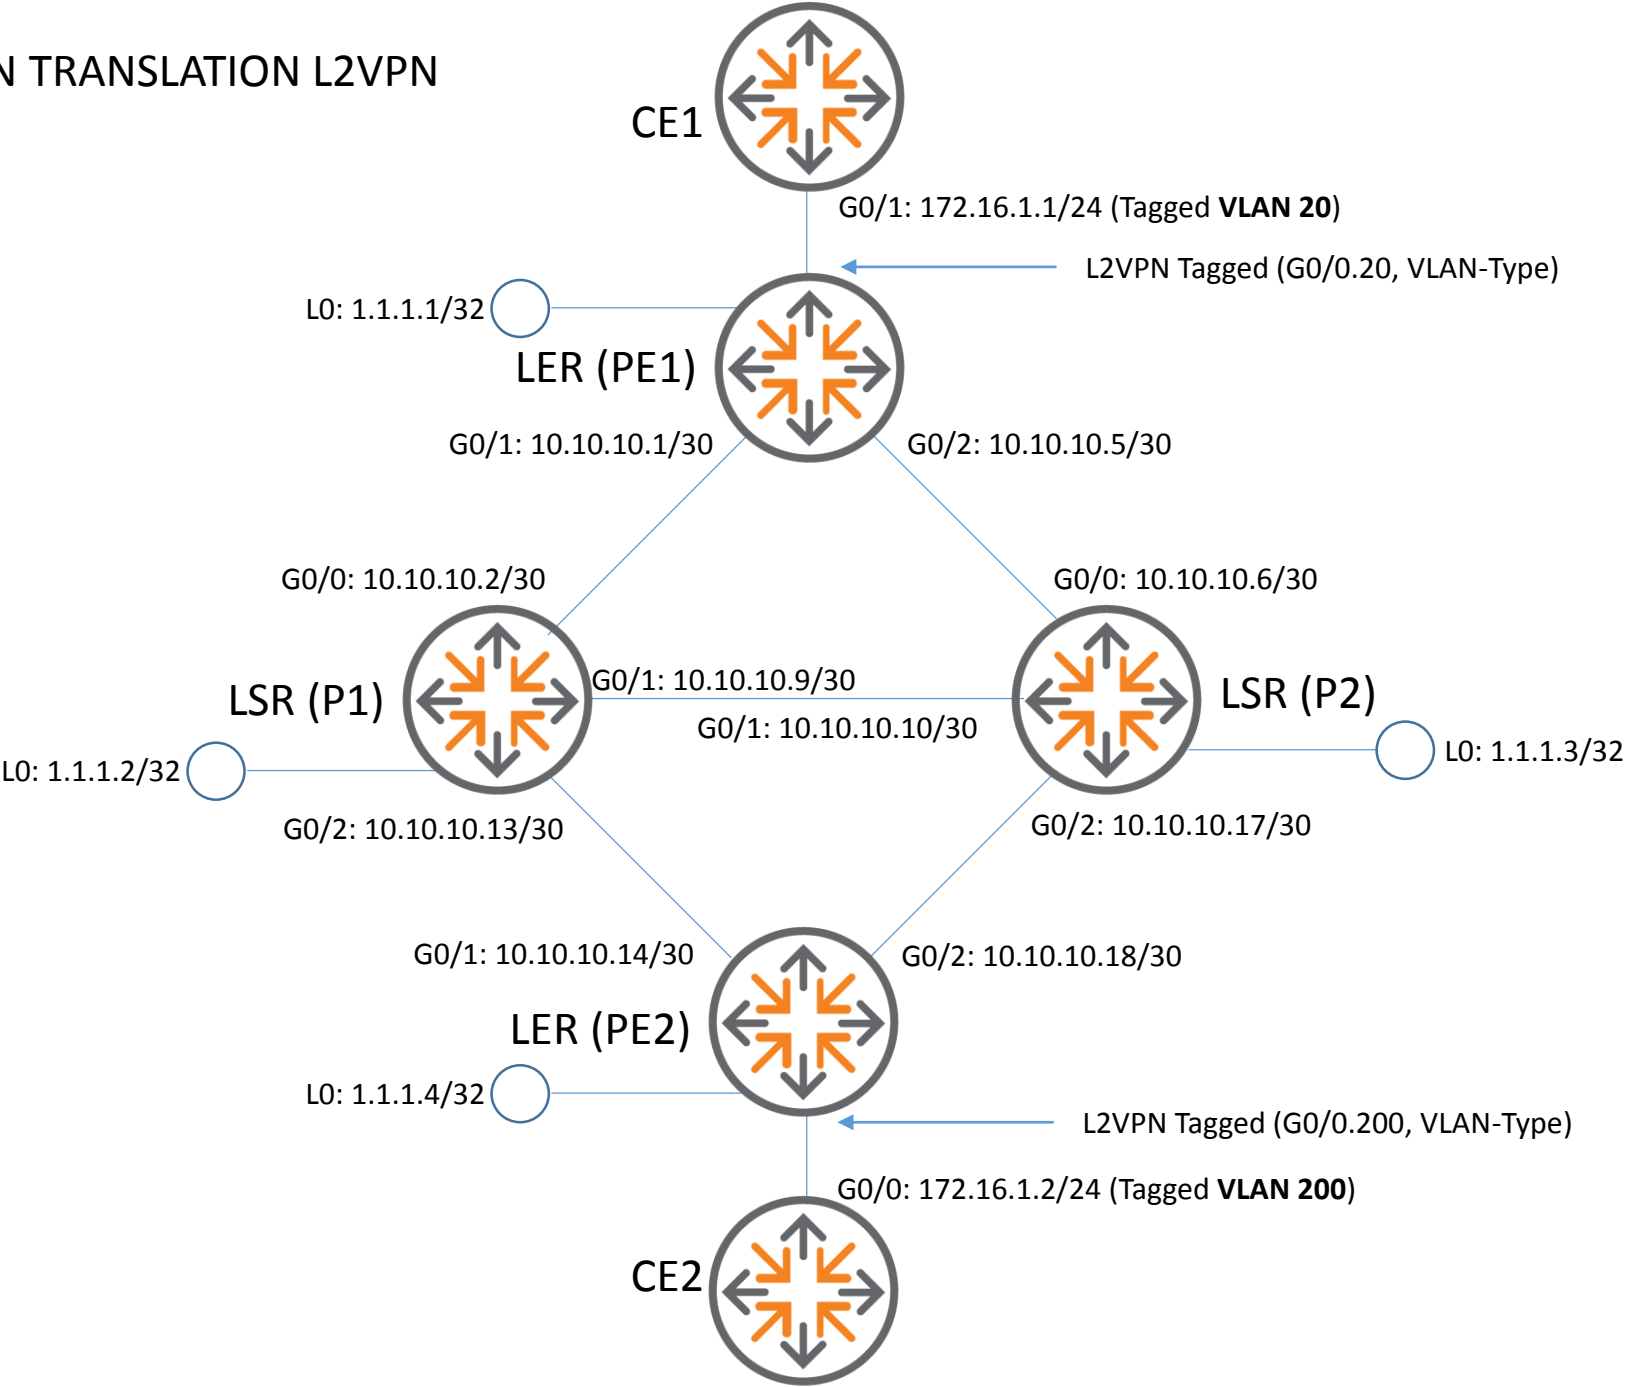 N TRANSLATION L2VPN
CE1
G0/1: 172.16.1.1/24 (Tagged VLAN 20)
L2VPN Tagged (G0/0.20, VLAN-Type)
L0: 1.1.1.1/32
LER (PE1)
G0/1: 10.10.10.1/30
G0/2: 10.10.10.5/30
G0/0: 10.10.10.2/30
G0/0: 10.10.10.6/30
LSR (P1)
G0/1: 10.10.10.9/30
LSR (P2)
G0/1: 10.10.10.10/30
L0: 1.1.1.2/32
L0: 1.1.1.3/32
G0/2: 10.10.10.13/30
G0/2: 10.10.10.17/30
G0/1: 10.10.10.14/30
G0/2: 10.10.10.18/30
LER (PE2)
L0: 1.1.1.4/32
L2VPN Tagged (G0/0.200, VLAN-Type)
G0/0: 172.16.1.2/24 (Tagged VLAN 200)
CE2